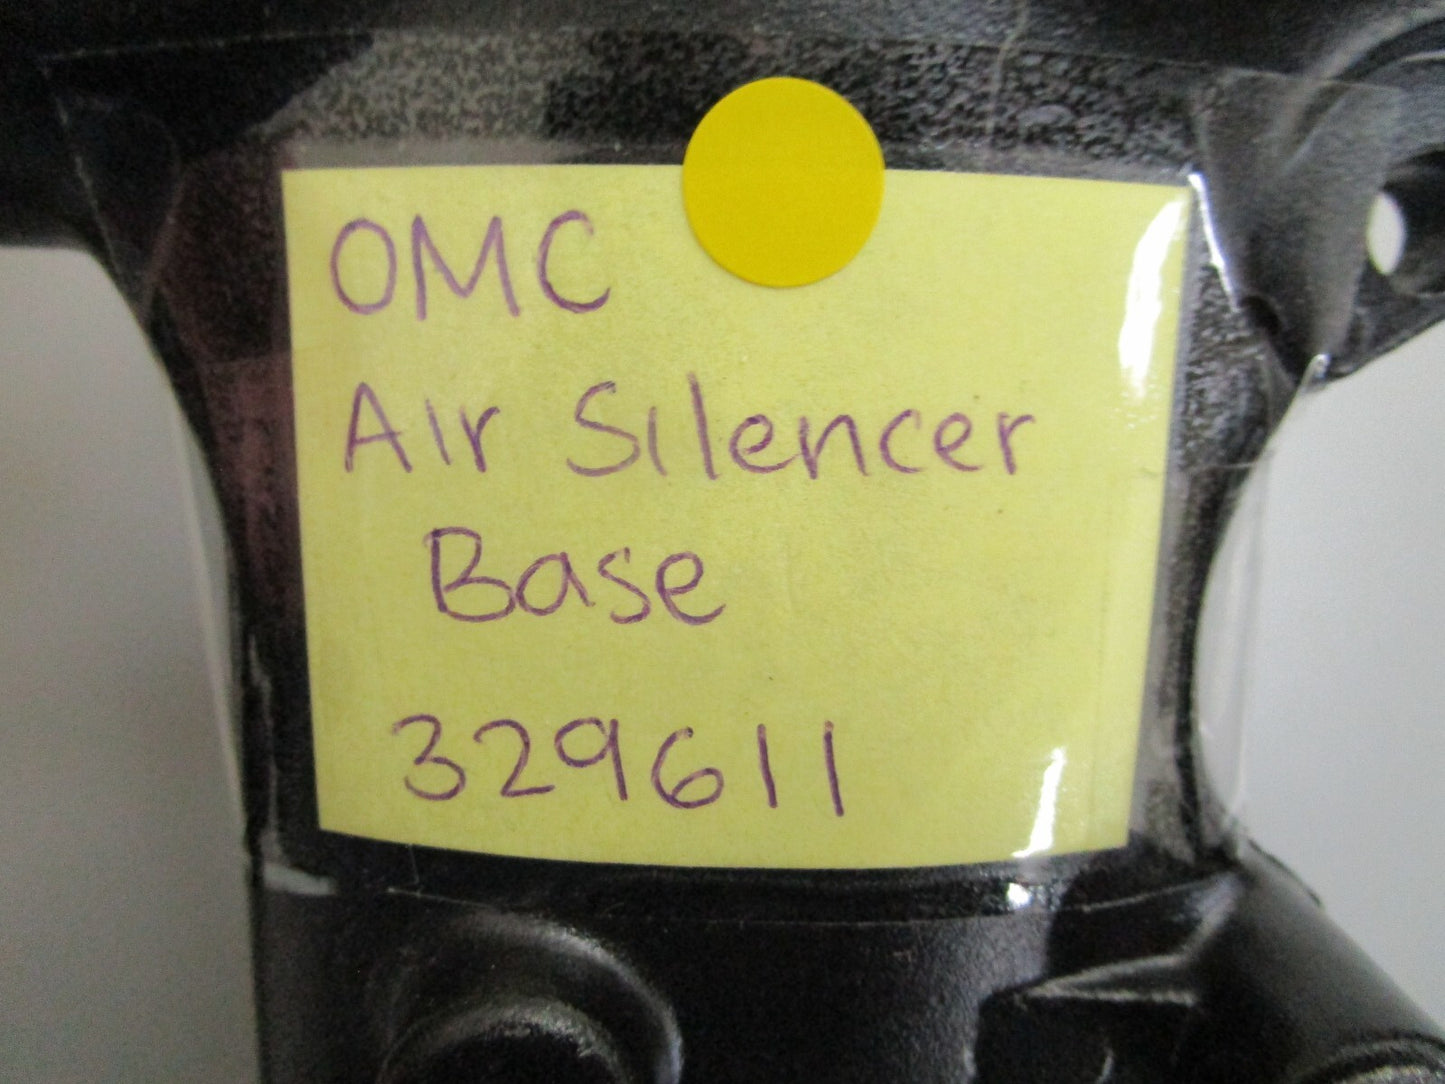 OMC
Air Silencer
Base
329611